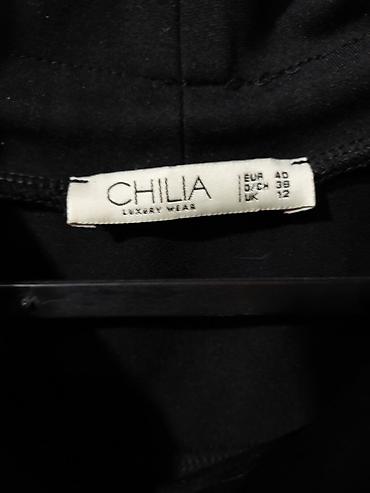 CHILIA
LUXURY WEAR
EUR 40
D/CH 38
UK 12